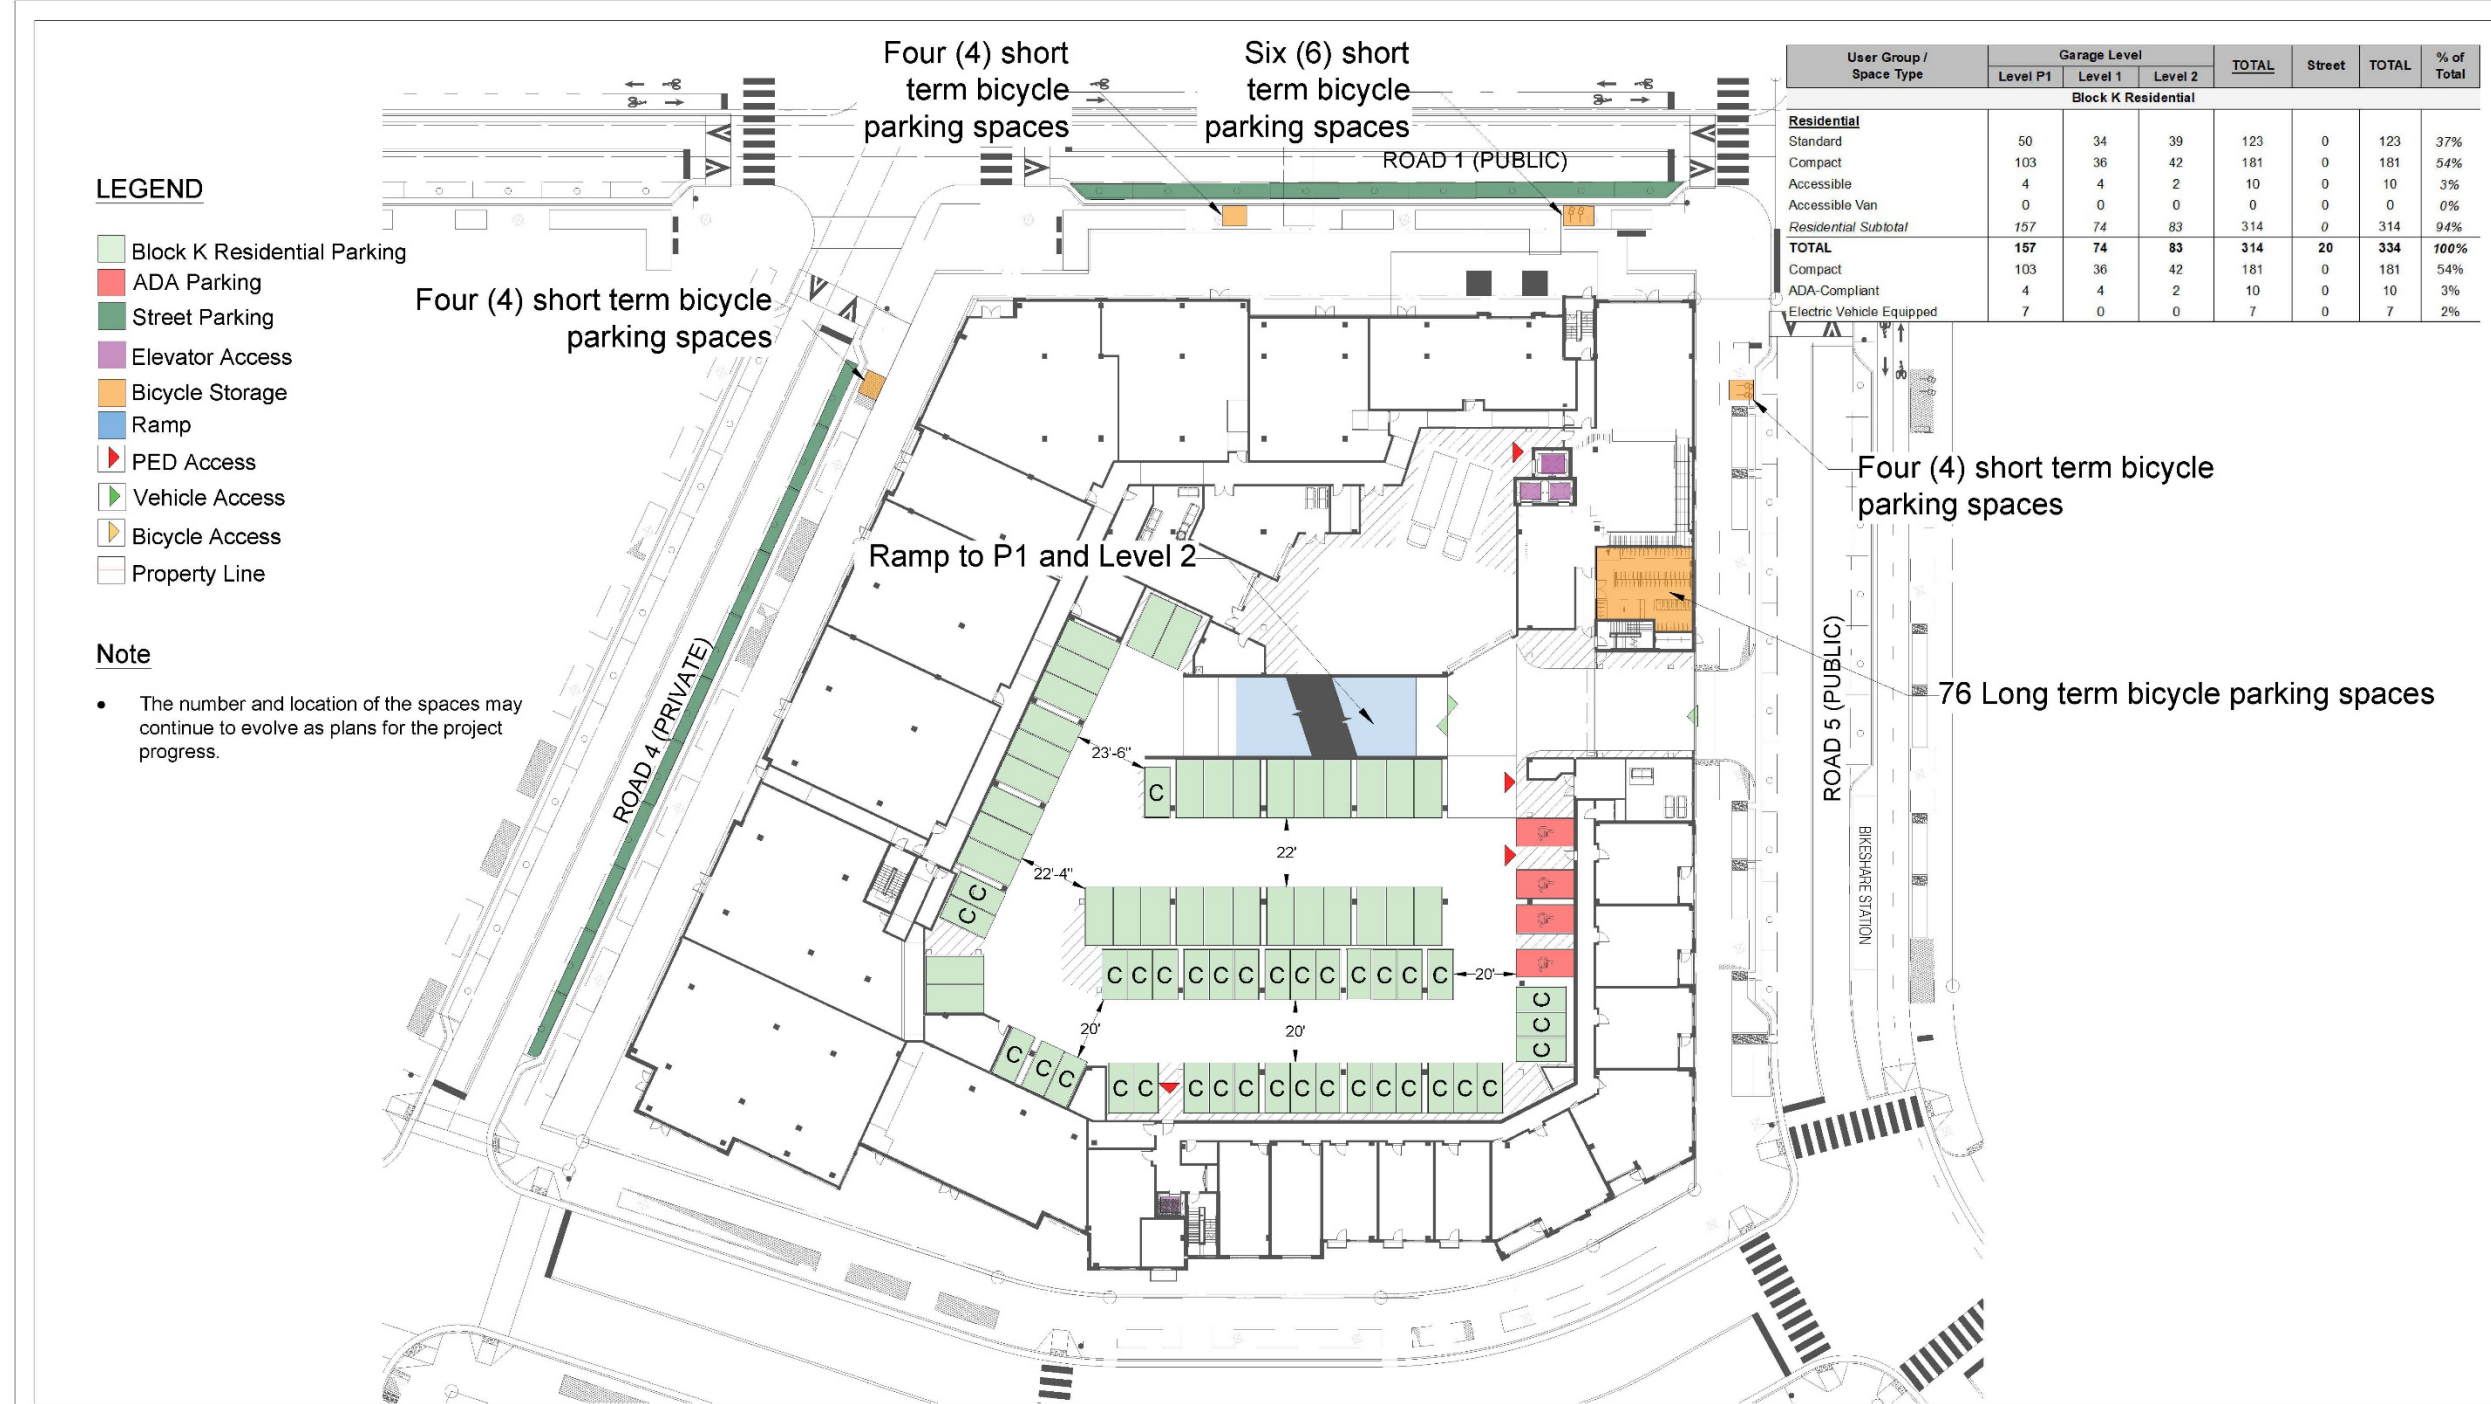 Four (4) short
term bicycle
parking spaces
Six (6) short
term bicycle
parking spaces
ROAD 1 (PUBLIC)
User Group /
Space Type
Garage Level
Level P1
Level 1
Level 2
TOTAL
Street
TOTAL
% of
Total
Block K Residential
Residential
Standard 50 34 39 123 0 123 37%
Compact 103 36 42 181 0 181 54%
Accessible 4 4 2 10 0 10 3%
Accessible Van 0 0 0 0 0 0 0%
Residential Subtotal 157 74 83 314 0 314 94%
TOTAL 157 74 83 314 20 334 100%
Compact 103 36 42 181 0 181 54%
ADA-Compliant 4 4 2 10 0 10 3%
Electric Vehicle Equipped 7 0 0 7 0 7 2%
LEGEND
Block K Residential Parking
ADA Parking
Street Parking
Elevator Access
Bicycle Storage
Ramp
PED Access
Vehicle Access
Bicycle Access
Property Line
Note
• The number and location of the spaces may
continue to evolve as plans for the project
progress.
Four (4) short term bicycle
parking spaces
Four (4) short term bicycle
parking spaces
Ramp to P1 and Level 2
76 Long term bicycle parking spaces
ROAD 4 (PRIVATE)
ROAD 5 (PUBLIC)
BIKESHARE STATION
23'-6"
C
22'
22'-4"
C
C
C C C C C C C C C C C C C
20'
C
C
C
20'
20'
C
C C
C C C C C C C C C C C C C C